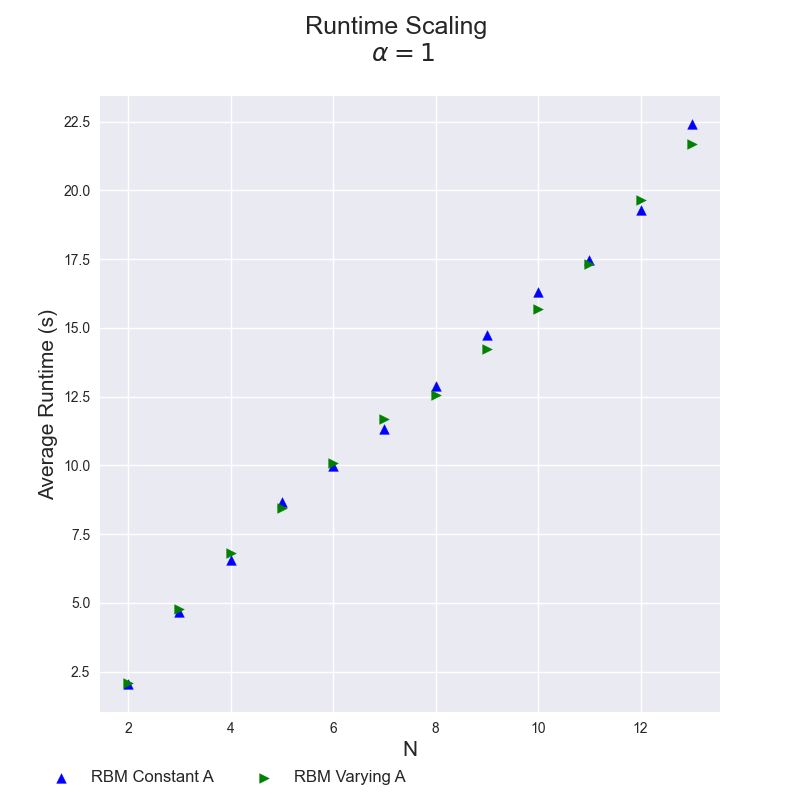 Runtime Scaling
α = 1
22.5
20.0
17.5
15.0
12.5
10.0
7.5
5.0
2.5
Average Runtime (s)
2 4 6 8 10 12
N
RBM Constant A RBM Varying A